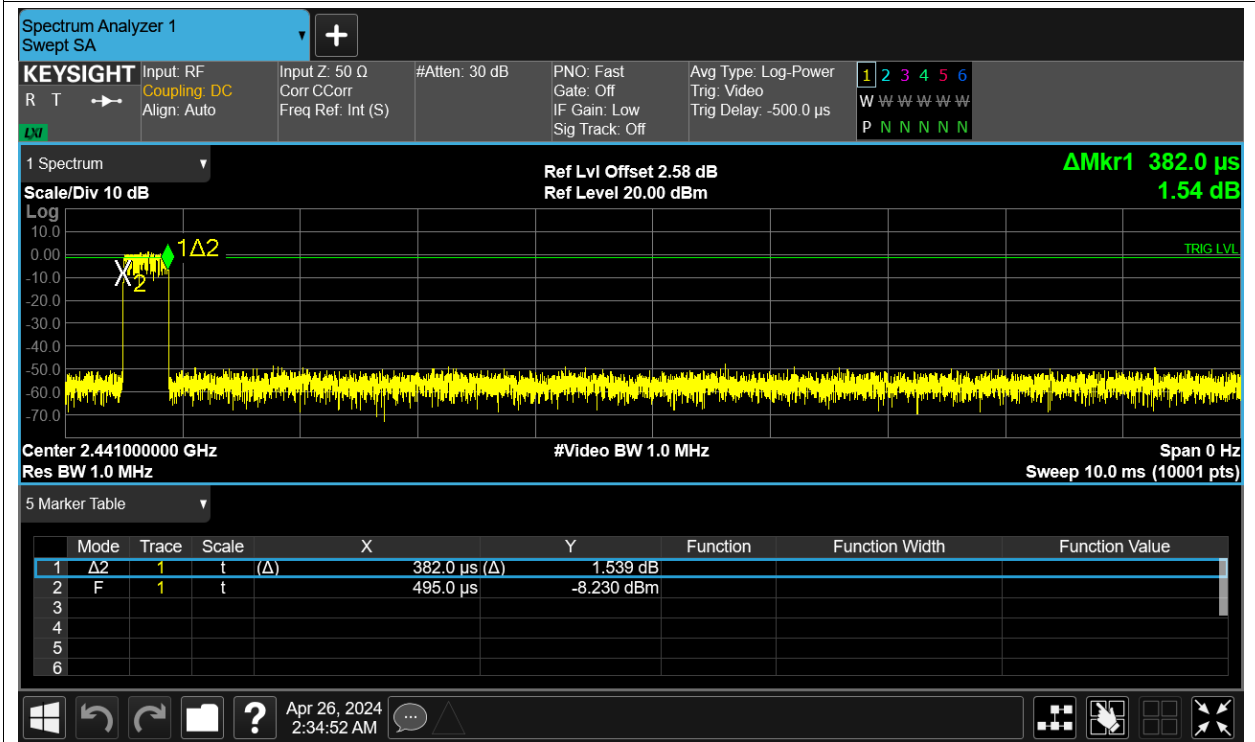 Spectrum Analyzer 1
Swept SA
+
KEYSIGHT Input: RF Input Z: 50 Ω #Atten: 30 dB PNO: Fast Avg Type: Log-Power 1 2 3 4 5 6
R T Coupling: DC Corr CCorr Gate: Off Trig: Video W W W W W W
Align: Auto Freq Ref: Int (S) IF Gain: Low Trig Delay: -500.0 µs
LXI Sig Track: Off P N N N N N
1 Spectrum Ref Lvl Offset 2.58 dB ΔMkr1 382.0 µs
Scale/Div 10 dB Ref Level 20.00 dBm 1.54 dB
Log
10.0
0.00 1Δ2 TRIG LVL
-10.0 X2
-20.0
-30.0
-40.0
-50.0
-60.0
-70.0
Center 2.441000000 GHz #Video BW 1.0 MHz Span 0 Hz
Res BW 1.0 MHz Sweep 10.0 ms (10001 pts)
5 Marker Table
Mode Trace Scale X Y Function Function Width Function Value
1 Δ2 1 t (Δ) 382.0 µs (Δ) 1.539 dB
2 F 1 t 495.0 µs -8.230 dBm
3
4
5
6
? Apr 26, 2024
2:34:52 AM